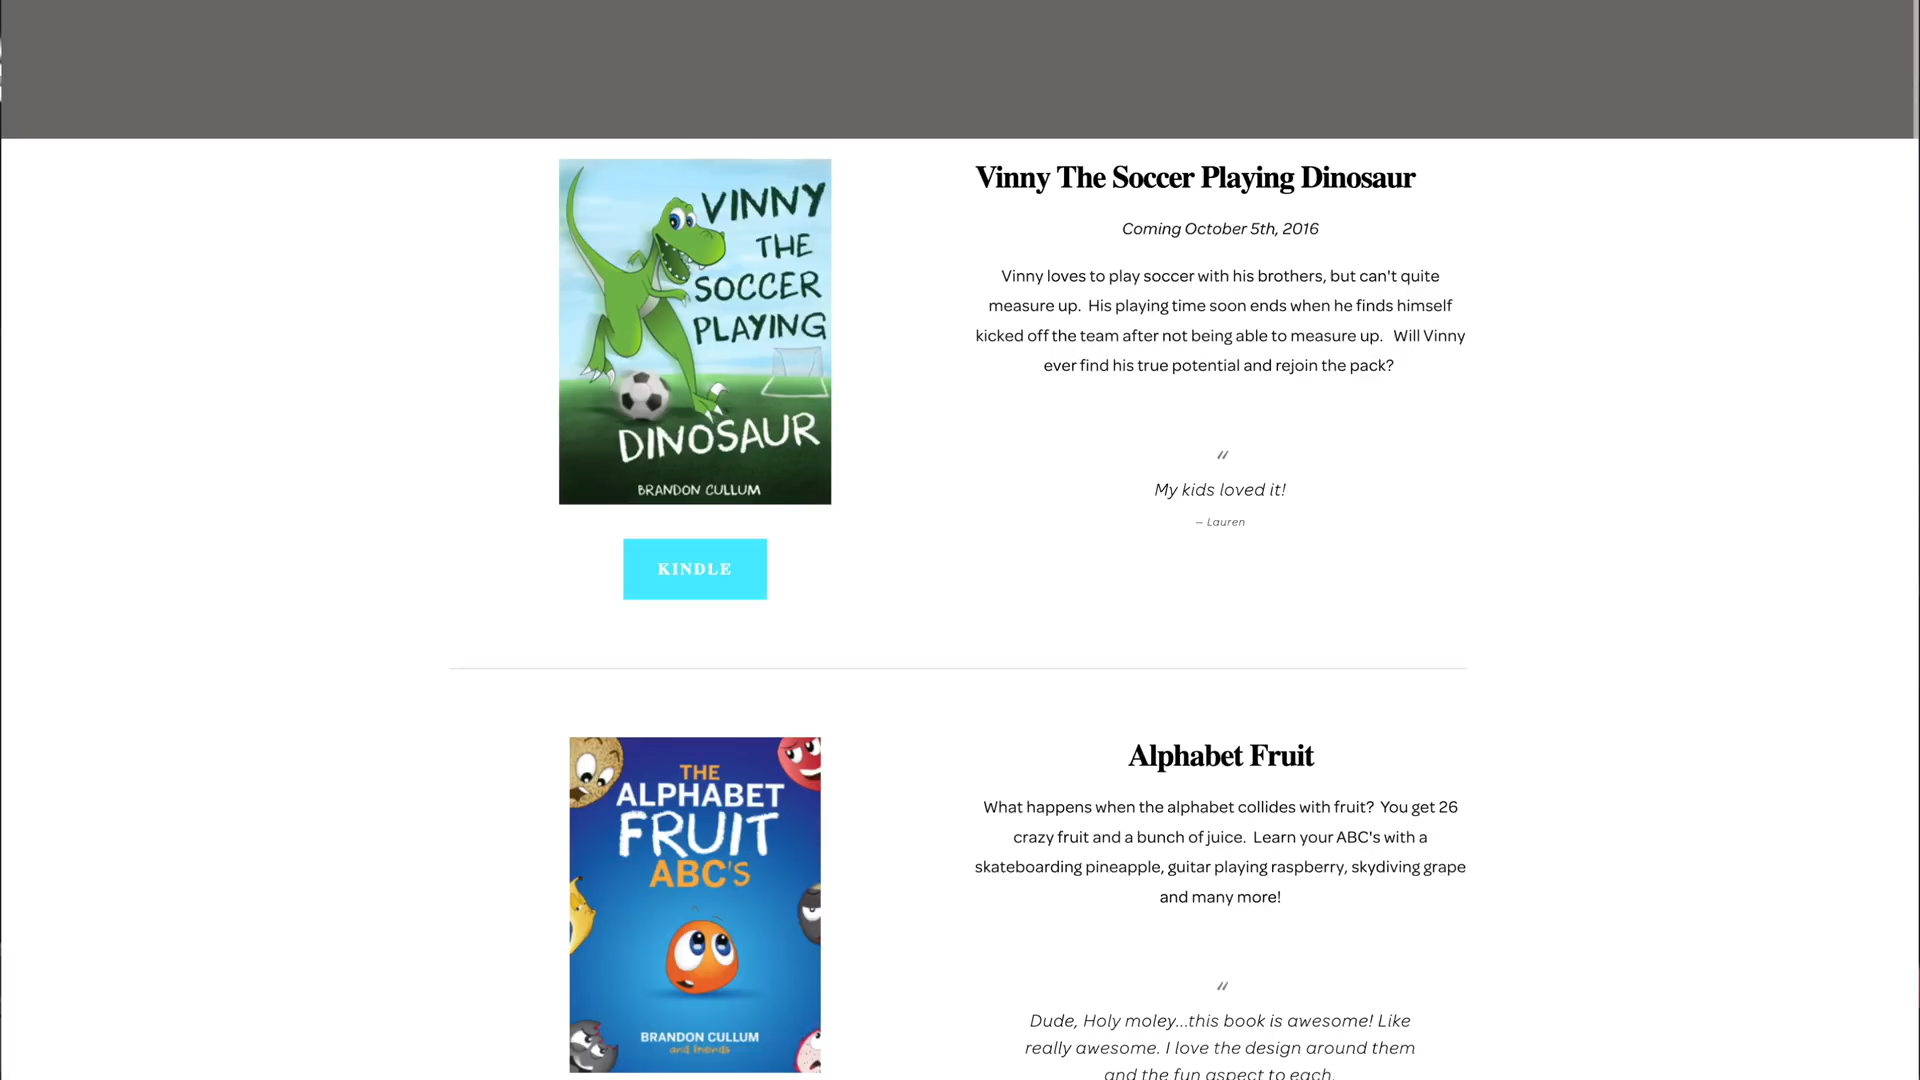 VINNY
THE
SOCCER
PLAYING
DINOSAUR
BRANDON CULLUM
KINDLE
Vinny The Soccer Playing Dinosaur
Coming October 5th, 2016
Vinny loves to play soccer with his brothers, but can't quite
measure up.  His playing time soon ends when he finds himself
kicked off the team after not being able to measure up.   Will Vinny
ever find his true potential and rejoin the pack?
“
My kids loved it!
— Lauren
THE
ALPHABET
FRUIT
ABC'S
BRANDON CULLUM
and friends
Alphabet Fruit
What happens when the alphabet collides with fruit?  You get 26
crazy fruit and a bunch of juice.  Learn your ABC's with a
skateboarding pineapple, guitar playing raspberry, skydiving grape
and many more!
“
Dude, Holy moley...this book is awesome! Like
really awesome. I love the design around them
and the fun aspect to each.